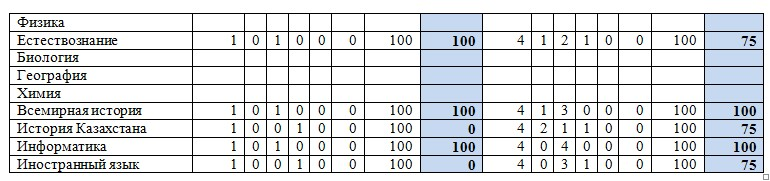 Физика
Естествознание 1 0 1 0 0 0 100 100 4 1 2 1 0 0 100 75
Биология
География
Химия
Всемирная история 1 0 1 0 0 0 100 100 4 1 3 0 0 0 100 100
История Казахстана 1 0 0 1 0 0 100 0 4 2 1 1 0 0 100 75
Информатика 1 0 1 0 0 0 100 100 4 0 4 0 0 0 100 100
Иностранный язык 1 0 0 1 0 0 100 0 4 0 3 1 0 0 100 75